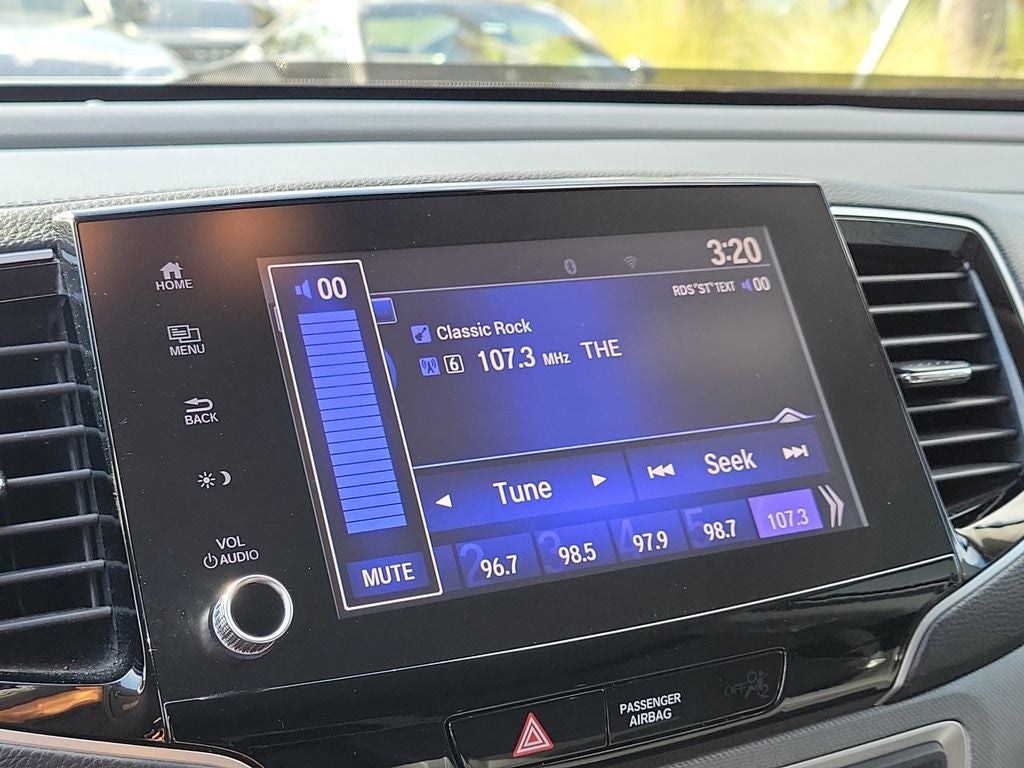 HOME
MENU
BACK
VOL
AUDIO
00
MUTE
3:20
RDS ST TEXT 00
Classic Rock
6 107.3 MHz THE
Tune
Seek
2 96.7
3 98.5
4 97.9
5 98.7
107.3
PASSENGER
AIRBAG
OFF